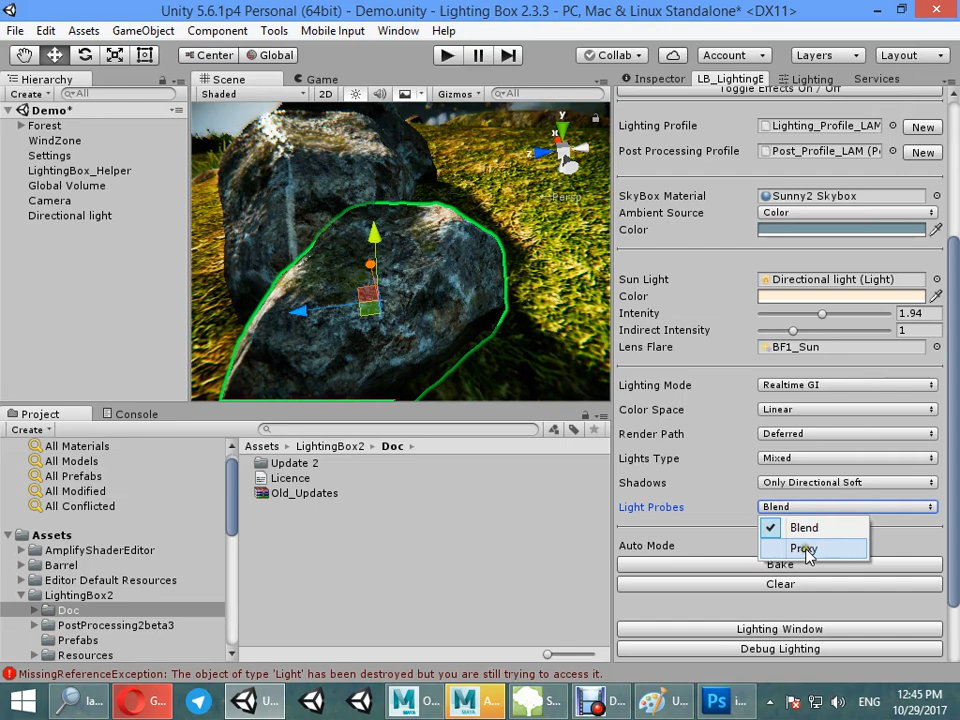 Unity 5.6.1p4 Personal (64bit) - Demo.unity - Lighting Box 2.3.3 - PC, Mac & Linux Standalone* <DX11>
File Edit Assets GameObject Component Tools Mobile Input Window Help
Center Global Collab Account Layers Layout
Hierarchy
Create All
Demo*
Forest
WindZone
Settings
LightingBox_Helper
Global Volume
Camera
Directional light
Scene Game
Shaded 2D Gizmos All
y
z
Persp
Inspector LB_LightingE Lighting Services
Toggle Effects On / Off
Lighting Profile Lighting_Profile_LAM New
Post Processing Profile Post_Profile_LAM (P New
SkyBox Material Sunny2 Skybox
Ambient Source Color
Color
Sun Light Directional light (Light)
Color
Intenity 1.94
Indirect Intensity 1
Lens Flare BF1_Sun
Lighting Mode Realtime GI
Color Space Linear
Render Path Deferred
Lights Type Mixed
Shadows Only Directional Soft
Light Probes Blend
Blend
Proxy
Auto Mode
Bake
Clear
Lighting Window
Debug Lighting
Project Console
Create
All Materials
All Models
All Prefabs
All Modified
All Conflicted
Assets
AmplifyShaderEditor
Barrel
Editor Default Resources
LightingBox2
Doc
PostProcessing2beta3
Prefabs
Resources
Assets LightingBox2 Doc
Update 2
Licence
Old_Updates
MissingReferenceException: The object of type 'Light' has been destroyed but you are still trying to access it.
la... G... U... O... A... S... D... U... i... ENG 12:45 PM
10/29/2017